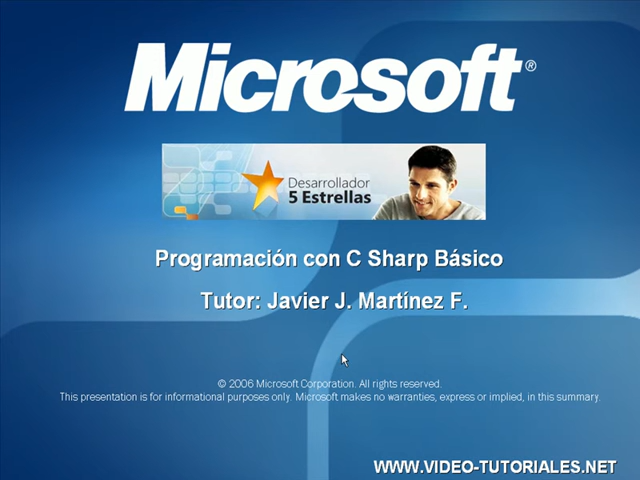 Microsoft®
Desarrollador
5 Estrellas
Programación con C Sharp Básico
Tutor: Javier J. Martínez F.
© 2006 Microsoft Corporation. All rights reserved.
This presentation is for informational purposes only. Microsoft makes no warranties, express or implied, in this summary.
WWW.VIDEO-TUTORIALES.NET